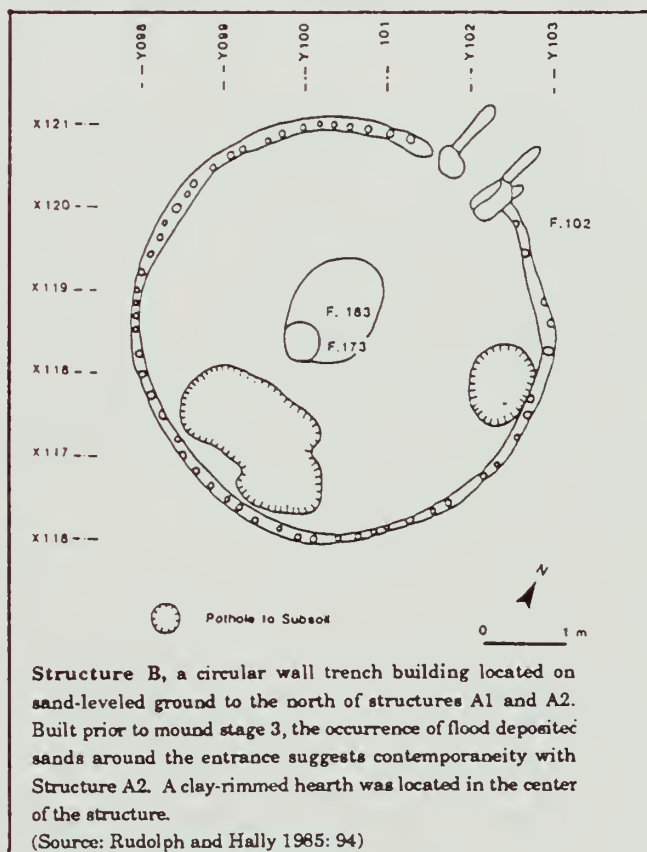 Y098 Y099 Y100 101 Y102 Y103
X121
X120
F.102
X119
F. 183
F.173
X118
X117
X116
N
Pothole to Subsoil
0 1 m
Structure B, a circular wall trench building located on
sand-leveled ground to the north of structures A1 and A2.
Built prior to mound stage 3, the occurrence of flood deposited
sands around the entrance suggests contemporaneity with
Structure A2. A clay-rimmed hearth was located in the center
of the structure.
(Source: Rudolph and Hally 1985: 94)